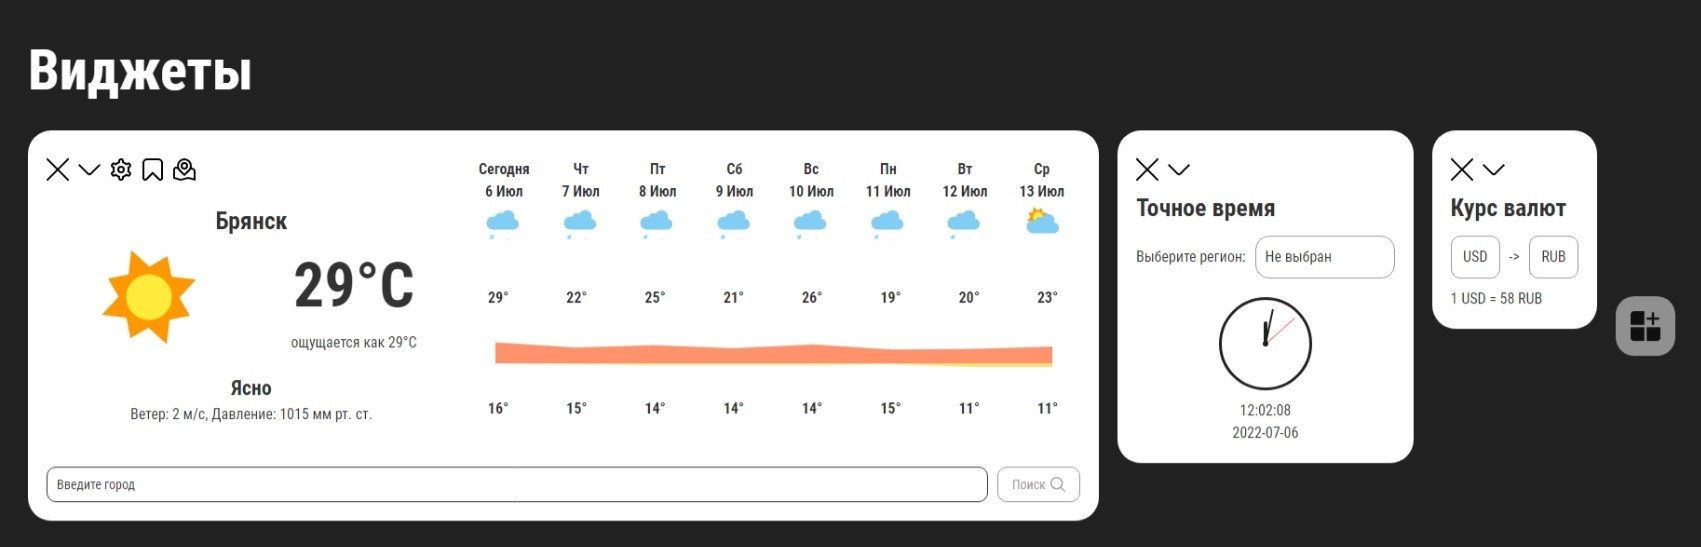 Виджеты
Брянск
29°C
ощущается как 29°C
Ясно
Ветер: 2 м/с, Давление: 1015 мм рт. ст.
Сегодня Чт Пт Сб Вс Пн Вт Ср
6 Июл 7 Июл 8 Июл 9 Июл 10 Июл 11 Июл 12 Июл 13 Июл
29° 22° 25° 21° 26° 19° 20° 23°
16° 15° 14° 14° 14° 15° 11° 11°
Введите город
Поиск
Точное время
Выберите регион: Не выбран
12:02:08
2022-07-06
Курс валют
USD -> RUB
1 USD = 58 RUB